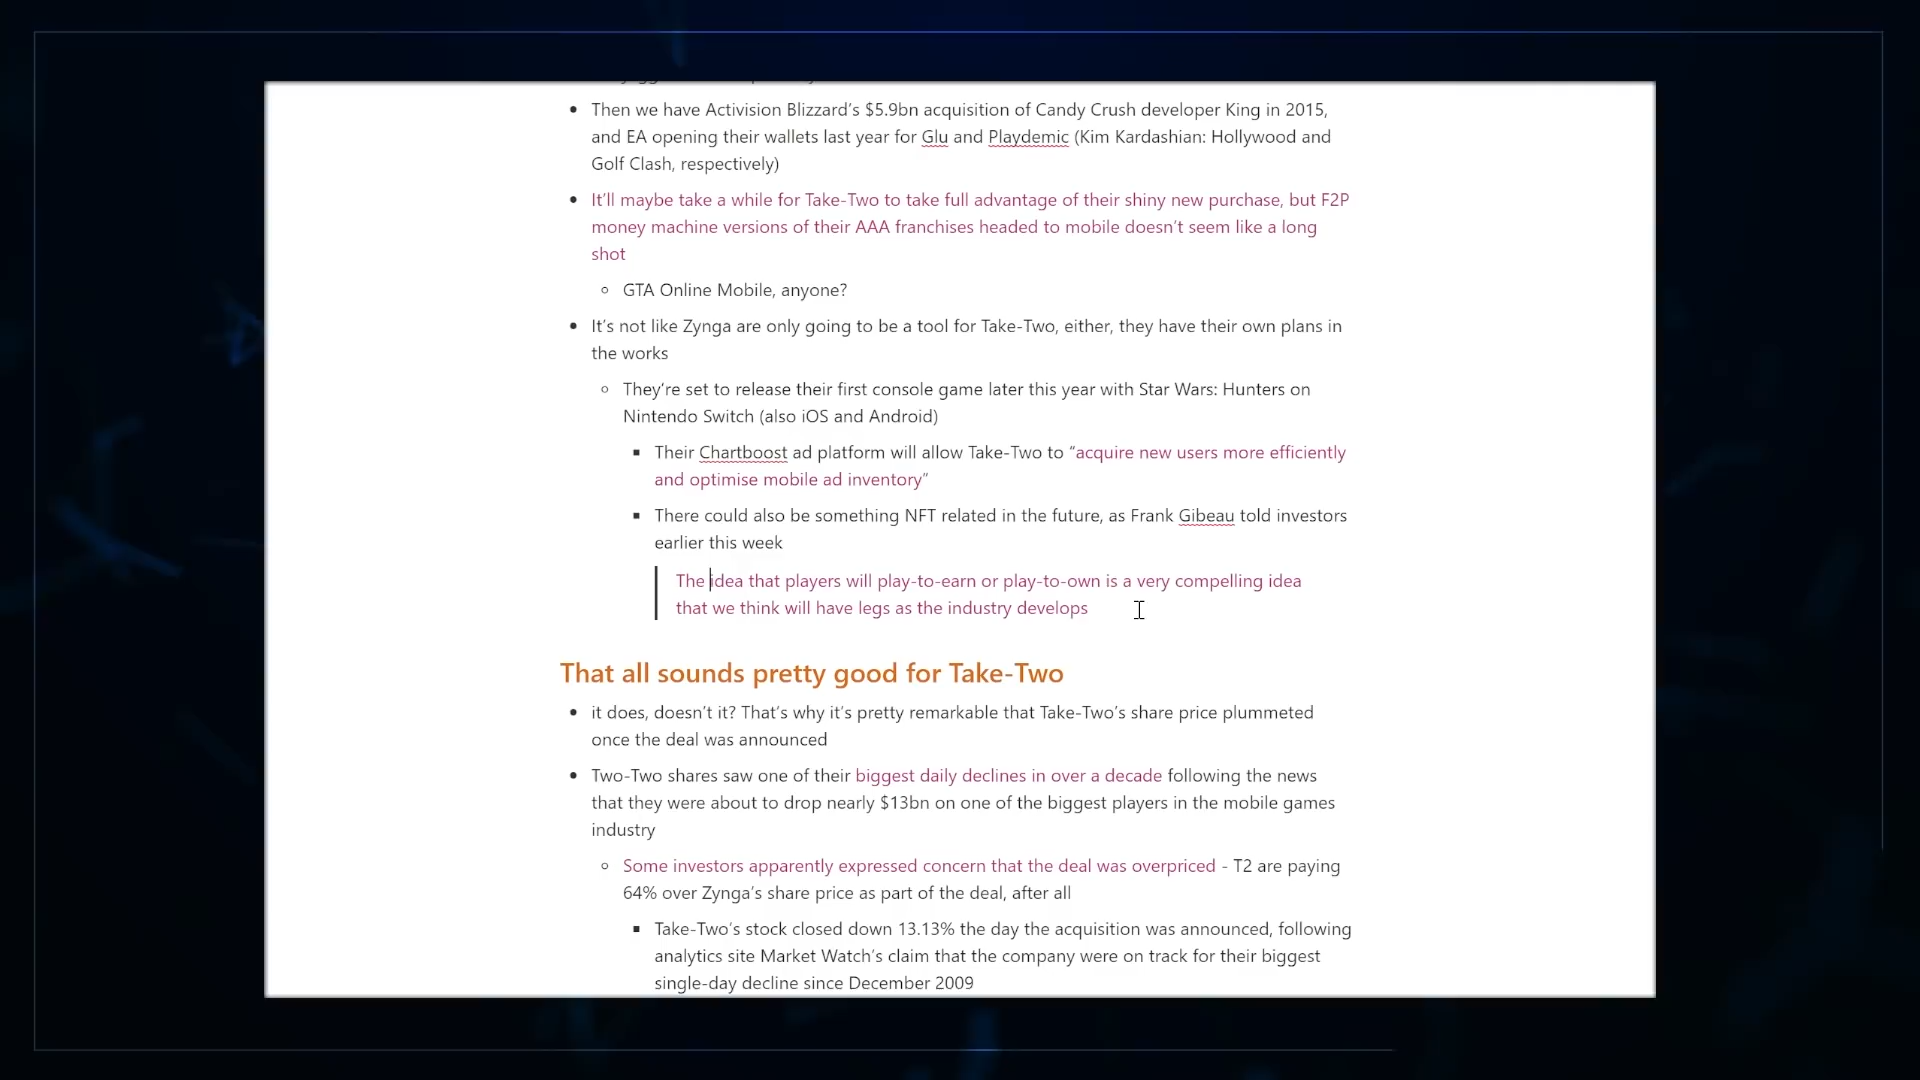 Then we have Activision Blizzard's $5.9bn acquisition of Candy Crush developer King in 2015,
and EA opening their wallets last year for Glu and Playdemic (Kim Kardashian: Hollywood and
Golf Clash, respectively)
It'll maybe take a while for Take-Two to take full advantage of their shiny new purchase, but F2P
money machine versions of their AAA franchises headed to mobile doesn't seem like a long
shot
GTA Online Mobile, anyone?
It's not like Zynga are only going to be a tool for Take-Two, either, they have their own plans in
the works
They're set to release their first console game later this year with Star Wars: Hunters on
Nintendo Switch (also iOS and Android)
Their Chartboost ad platform will allow Take-Two to "acquire new users more efficiently
and optimise mobile ad inventory"
There could also be something NFT related in the future, as Frank Gibeau told investors
earlier this week
The idea that players will play-to-earn or play-to-own is a very compelling idea
that we think will have legs as the industry develops
That all sounds pretty good for Take-Two
it does, doesn't it? That's why it's pretty remarkable that Take-Two's share price plummeted
once the deal was announced
Two-Two shares saw one of their biggest daily declines in over a decade following the news
that they were about to drop nearly $13bn on one of the biggest players in the mobile games
industry
Some investors apparently expressed concern that the deal was overpriced - T2 are paying
64% over Zynga's share price as part of the deal, after all
Take-Two's stock closed down 13.13% the day the acquisition was announced, following
analytics site Market Watch's claim that the company were on track for their biggest
single-day decline since December 2009